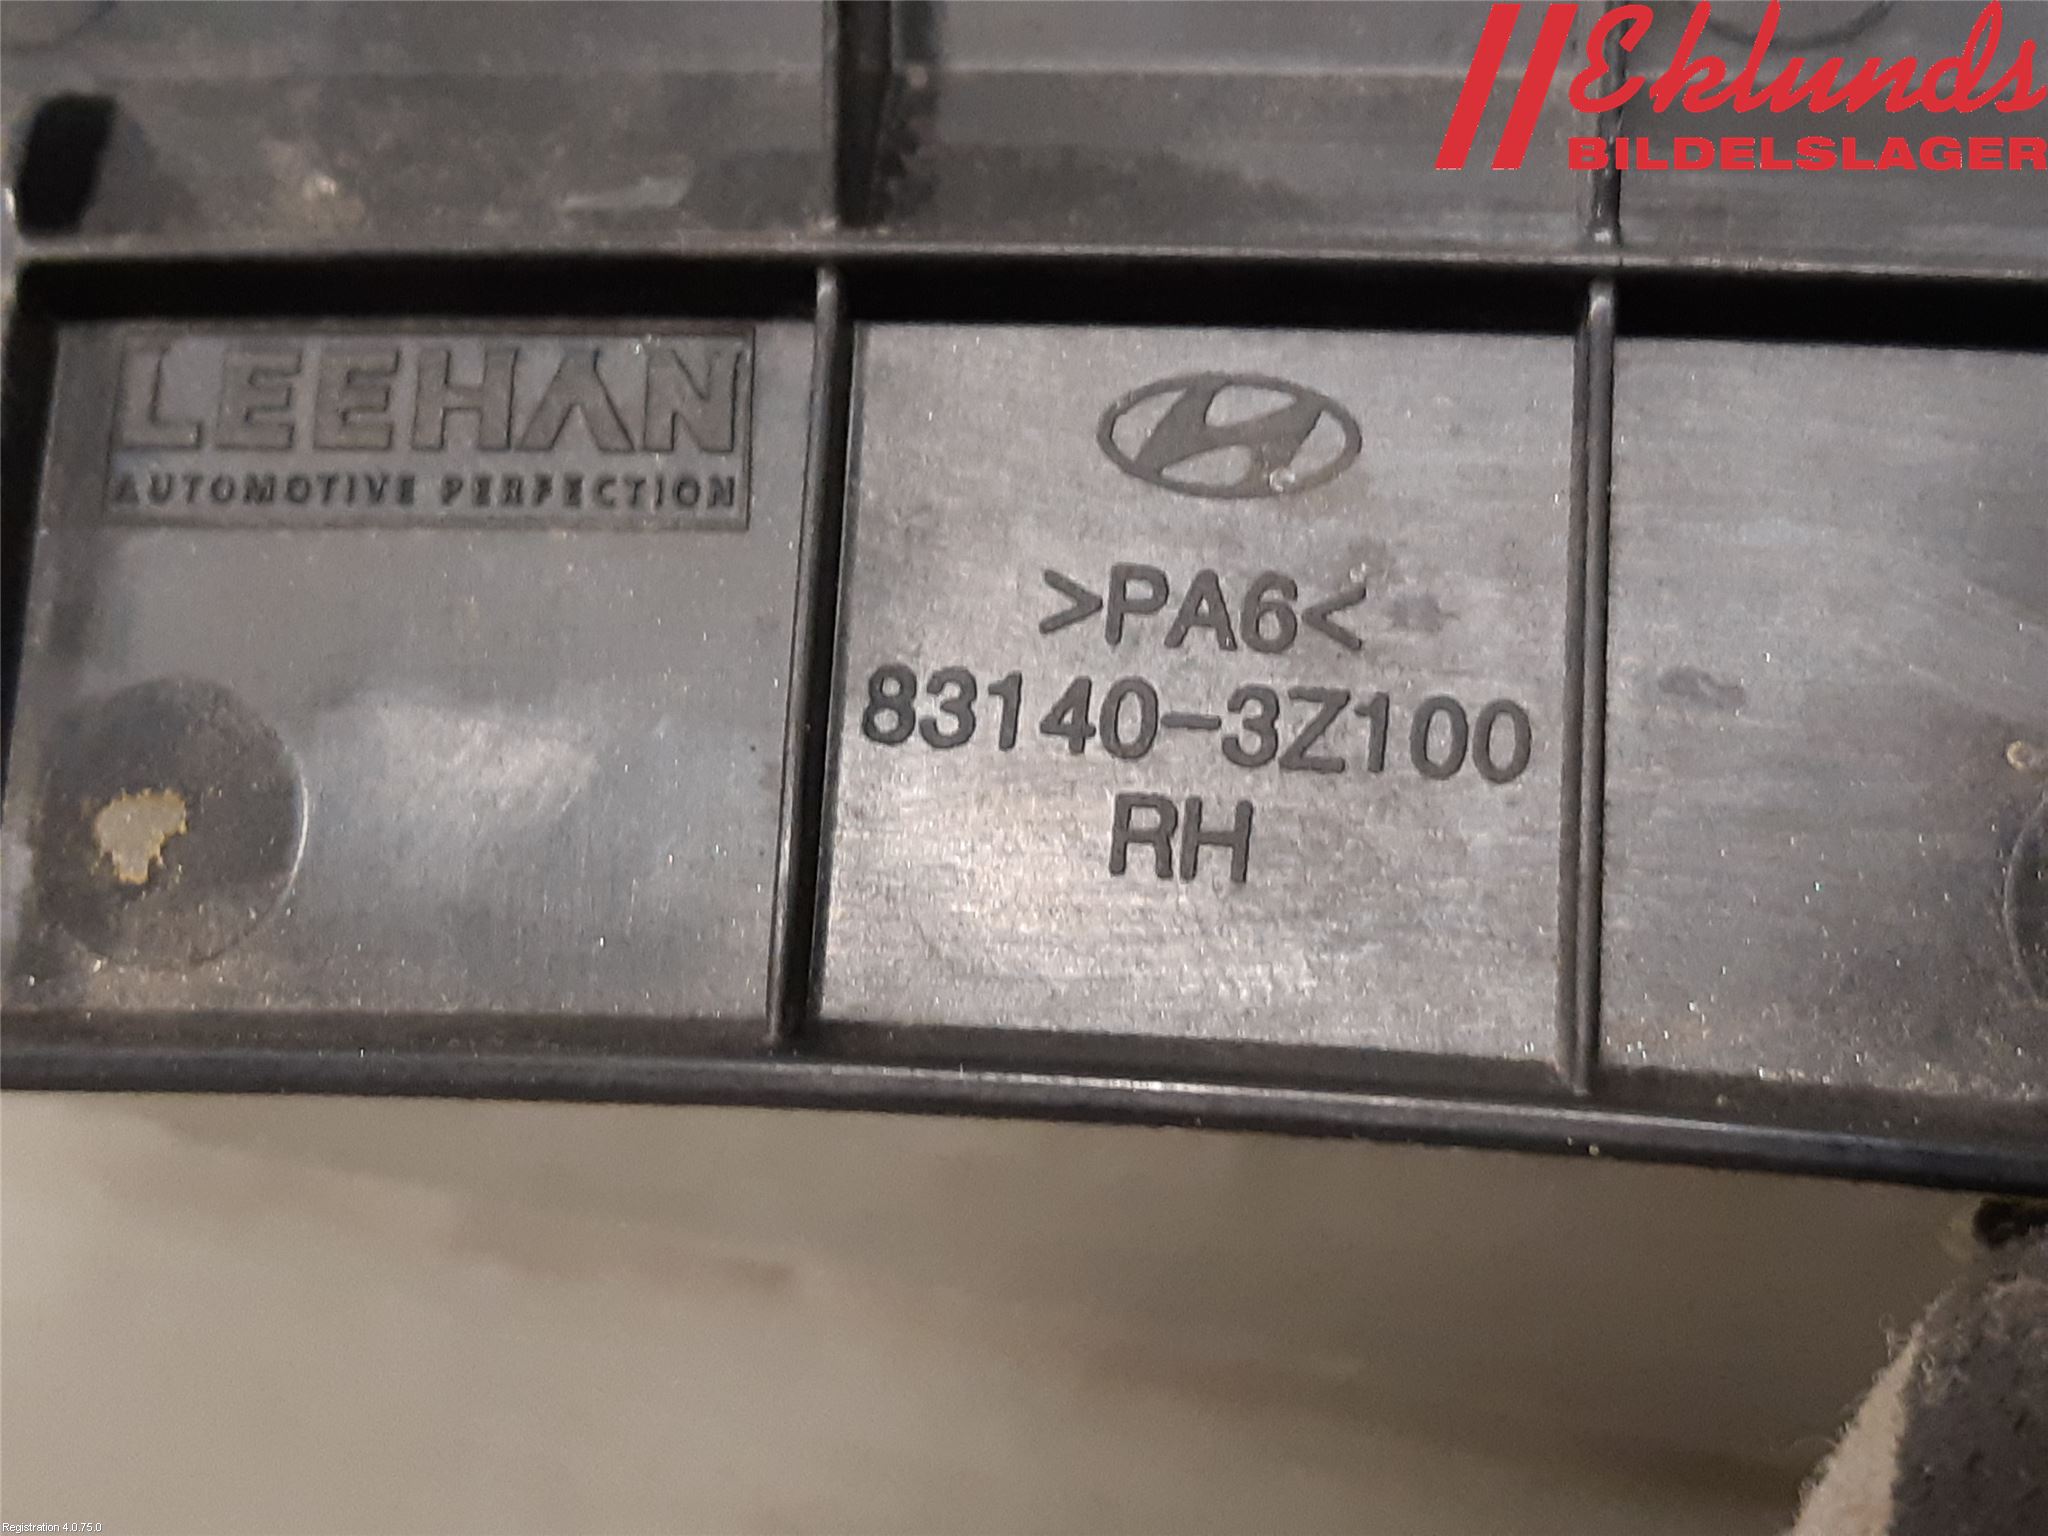 Eklunds
BILDELSLAGER
LEEHAN
AUTOMOTIVE PERFECTION
>PA6<
83140-3Z100
RH
Registration 4.0.75.0